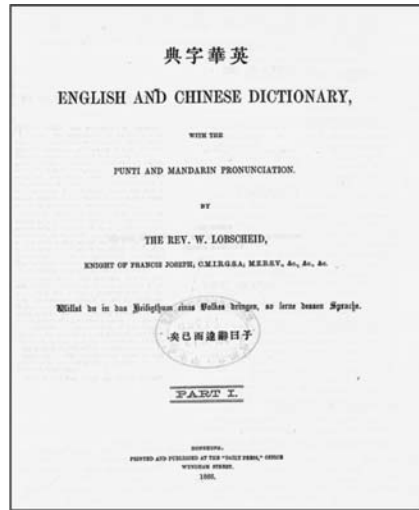 典字華英
ENGLISH AND CHINESE DICTIONARY,
WITH THE
PUNTI AND MANDARIN PRONUNCIATION.
BY
THE REV. W. LOBSCHEID,
KNIGHT OF FRANCIS JOSEPH; C.M.I.R.G.S.A; M.Z.B.S.V., &c., &c., &c.
Willst du in das Heiligthum eines Volkes dringen, so lerne dessen Sprache.
矣已而達辭曰子
PART I.
HONGKONG:
PRINTED AND PUBLISHED AT THE "DAILY PRESS," OFFICE
WYNDHAM STREET.
1866.